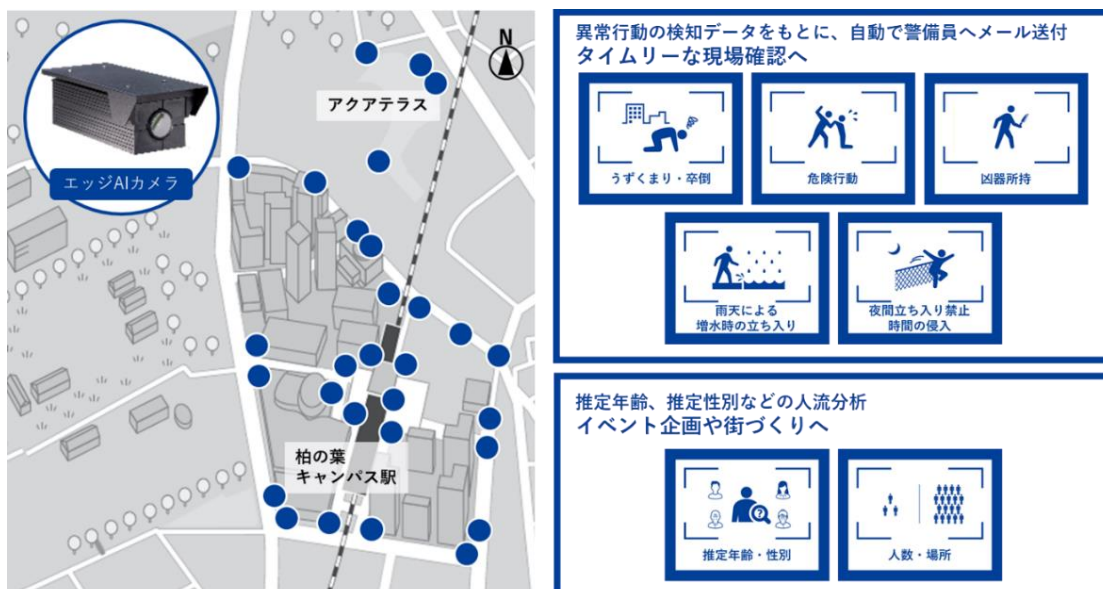 N
アクアテラス
エッジAIカメラ
柏の葉
キャンパス駅
異常行動の検知データをもとに、自動で警備員へメール送付
タイムリーな現場確認へ
うずくまり・卒倒
危険行動
凶器所持
雨天による
増水時の立ち入り
夜間立ち入り禁止
時間の侵入
推定年齢、推定性別などの人流分析
イベント企画や街づくりへ
?
推定年齢・性別
人数・場所